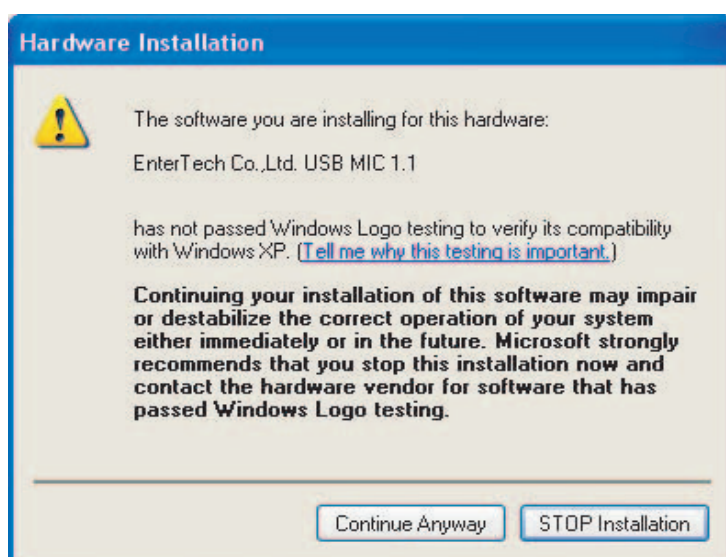 Hardware Installation
The software you are installing for this hardware:
EnterTech Co.,Ltd. USB MIC 1.1
has not passed Windows Logo testing to verify its compatibility
with Windows XP. (Tell me why this testing is important.)
Continuing your installation of this software may impair
or destabilize the correct operation of your system
either immediately or in the future. Microsoft strongly
recommends that you stop this installation now and
contact the hardware vendor for software that has
passed Windows Logo testing.
Continue Anyway
STOP Installation